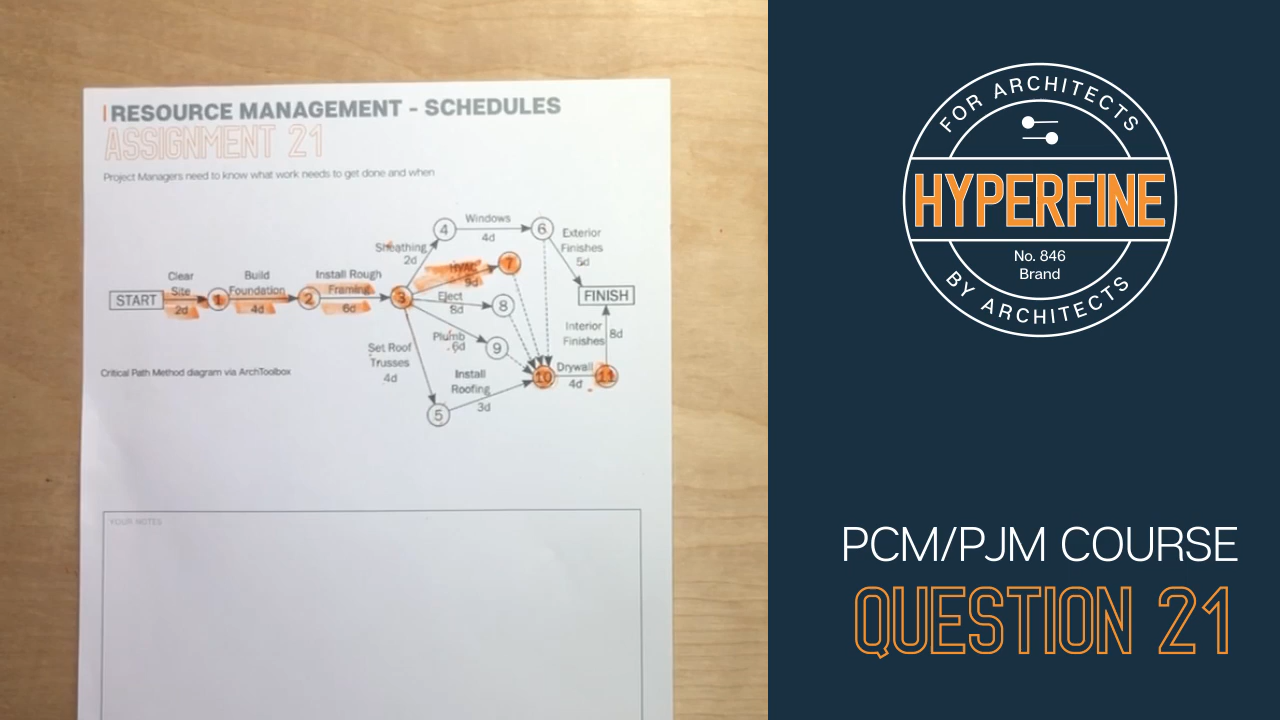 RESOURCE MANAGEMENT - SCHEDULES
ASSIGNMENT 21
Project Managers need to know what work needs to get done and when
Windows
4
6
4d
Exterior
Finishes
5d
Sheathing
2d
HVAC
9d
7
Clear
Site
2d
Build
Foundation
4d
Install Rough
Framing
6d
START
1
2
3
Elect
8
FINISH
Plumb
6d
9
Interior
Finishes
8d
Set Roof
Trusses
4d
Install
Roofing
3d
10
Drywall
4d
11
5
Critical Path Method diagram via ArchToolbox
YOUR NOTES
FOR ARCHITECTS
HYPERFINE
No. 846
Brand
BY ARCHITECTS
PCM/PJM COURSE
QUESTION 21